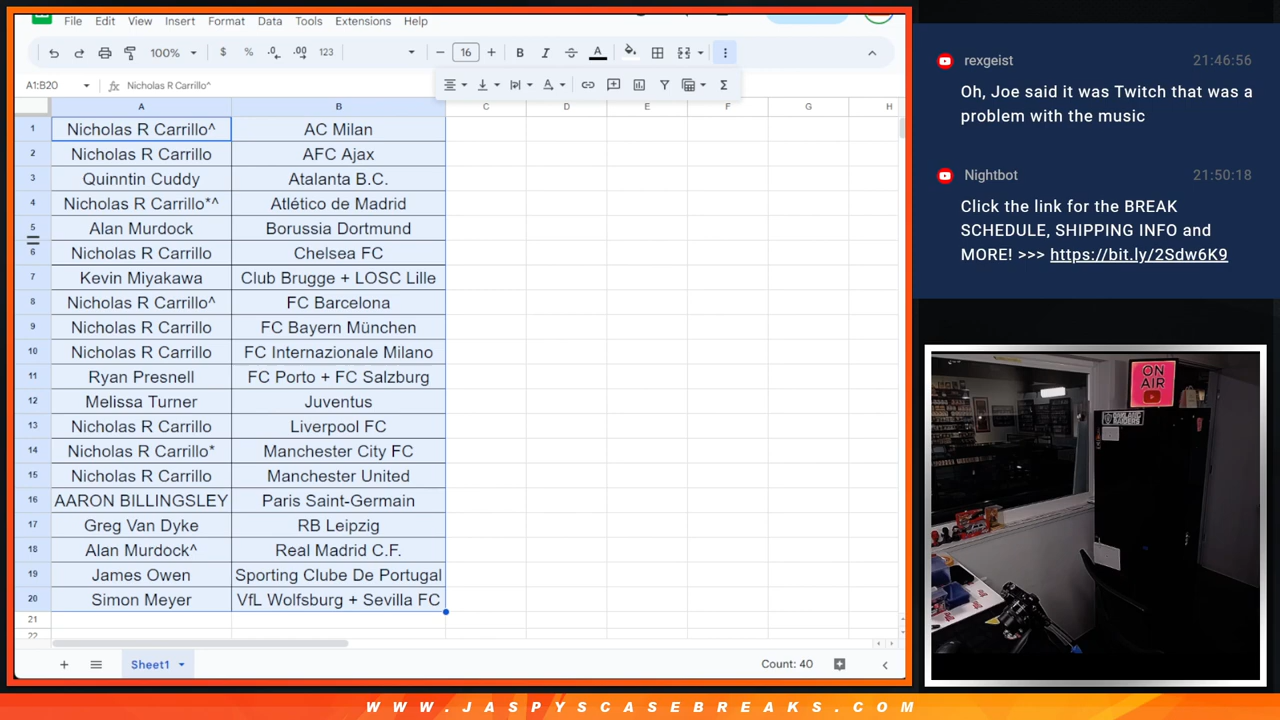 File Edit View Insert Format Data Tools Extensions Help
100% $ % .0 .00 123 16 B I A
A1:B20 fx Nicholas R Carrillo^
A B C D E F G H
1 Nicholas R Carrillo^ AC Milan
2 Nicholas R Carrillo AFC Ajax
3 Quinntin Cuddy Atalanta B.C.
4 Nicholas R Carrillo*^ Atlético de Madrid
5 Alan Murdock Borussia Dortmund
6 Nicholas R Carrillo Chelsea FC
7 Kevin Miyakawa Club Brugge + LOSC Lille
8 Nicholas R Carrillo^ FC Barcelona
9 Nicholas R Carrillo FC Bayern München
10 Nicholas R Carrillo FC Internazionale Milano
11 Ryan Presnell FC Porto + FC Salzburg
12 Melissa Turner Juventus
13 Nicholas R Carrillo Liverpool FC
14 Nicholas R Carrillo* Manchester City FC
15 Nicholas R Carrillo Manchester United
16 AARON BILLINGSLEY Paris Saint-Germain
17 Greg Van Dyke RB Leipzig
18 Alan Murdock^ Real Madrid C.F.
19 James Owen Sporting Clube De Portugal
20 Simon Meyer VfL Wolfsburg + Sevilla FC
21
22
Sheet1 Count: 40
rexgeist 21:46:56
Oh, Joe said it was Twitch that was a
problem with the music
Nightbot 21:50:18
Click the link for the BREAK
SCHEDULE, SHIPPING INFO and
MORE! >>> https://bit.ly/2Sdw6K9
ON
AIR
WWW.JASPYSCASEBREAKS.COM